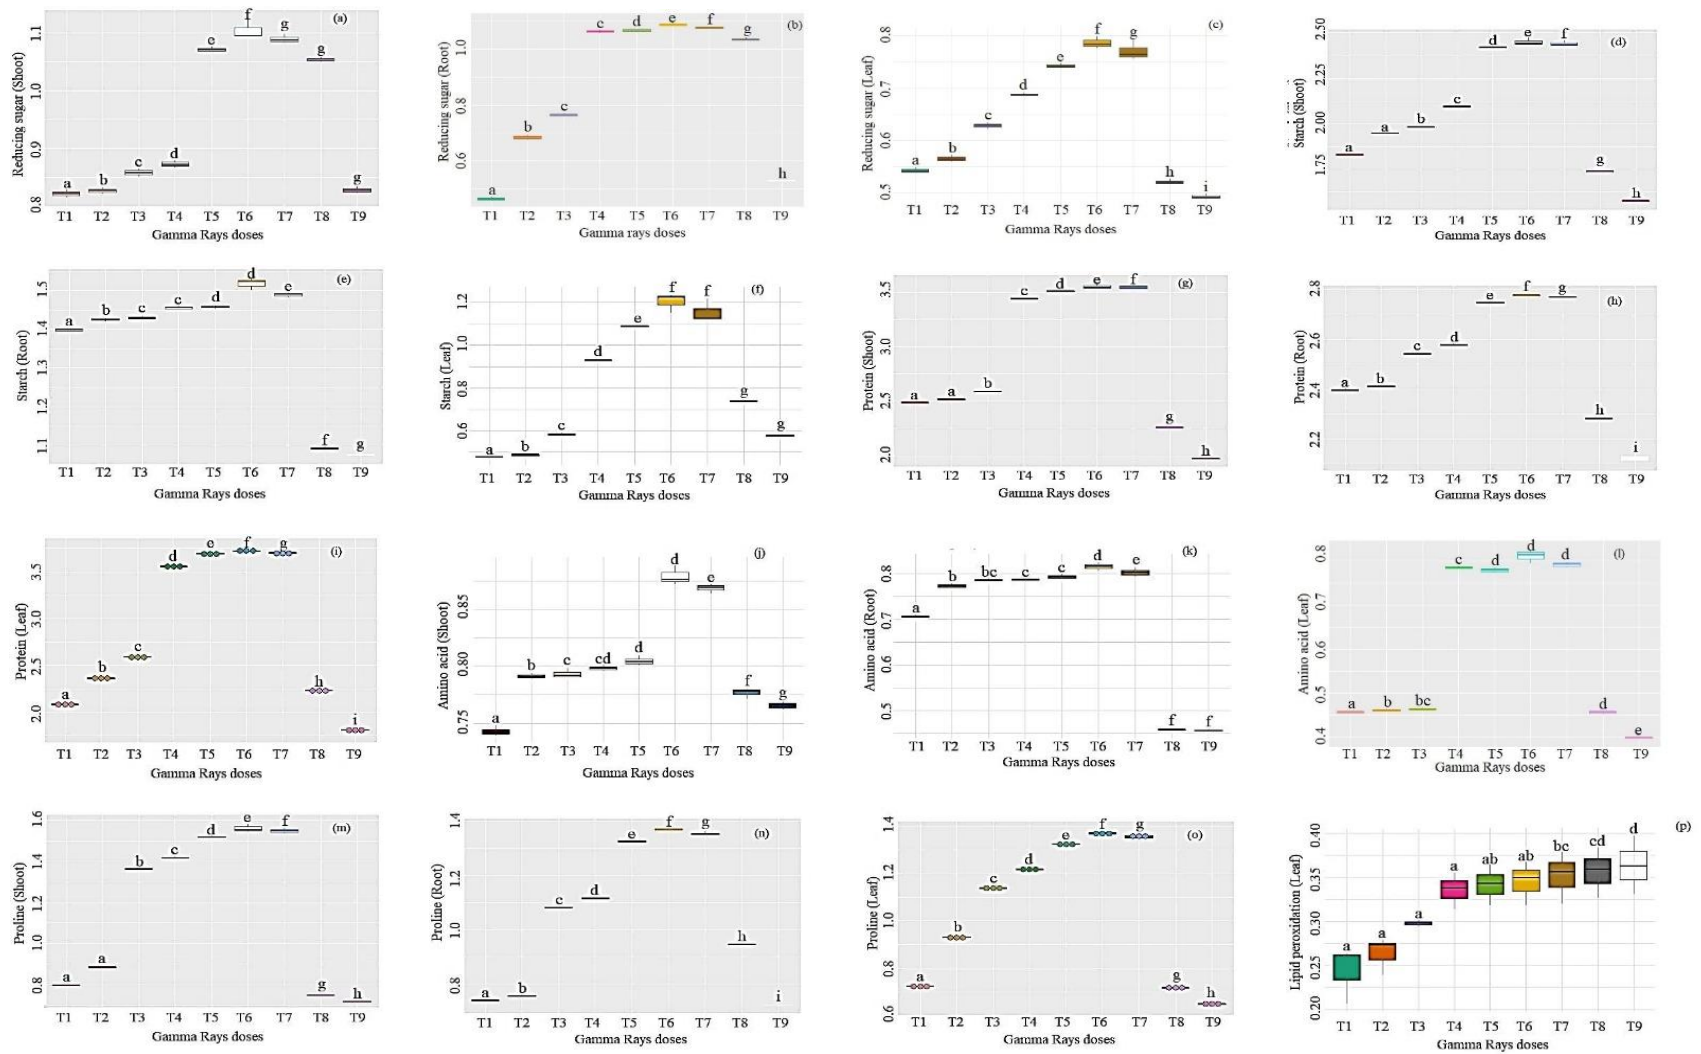 (a)
Reducing sugar (Shoot)
1.1
1.0
0.9
0.8
a b c d e f g g g
T1 T2 T3 T4 T5 T6 T7 T8 T9
Gamma Rays doses
(b)
Reducing sugar (Root)
1.0
0.8
0.6
a b c c d e f g h
T1 T2 T3 T4 T5 T6 T7 T8 T9
Gamma rays doses
(c)
Reducing sugar (Leaf)
0.8
0.7
0.6
0.5
a b c d e f g h i
T1 T2 T3 T4 T5 T6 T7 T8 T9
Gamma Rays doses
(d)
Starch (Shoot)
2.50
2.25
2.00
1.75
a a b c d e f g h
T1 T2 T3 T4 T5 T6 T7 T8 T9
Gamma Rays doses
(e)
Starch (Root)
1.5
1.4
1.3
1.2
1.1
a b c c d d e f g
T1 T2 T3 T4 T5 T6 T7 T8 T9
Gamma Rays doses
(f)
Starch (Leaf)
1.2
1.0
0.8
0.6
a b c d e f f g g
T1 T2 T3 T4 T5 T6 T7 T8 T9
Gamma Rays doses
(g)
Protein (Shoot)
3.5
3.0
2.5
2.0
a a b c d e f g h
T1 T2 T3 T4 T5 T6 T7 T8 T9
Gamma Rays doses
(h)
Protein (Root)
2.8
2.6
2.4
2.2
a b c d e f g h i
T1 T2 T3 T4 T5 T6 T7 T8 T9
Gamma Rays doses
(i)
Protein (Leaf)
3.5
3.0
2.5
2.0
a b c d e f g h i
T1 T2 T3 T4 T5 T6 T7 T8 T9
Gamma Rays doses
(j)
Amino acid (Shoot)
0.85
0.80
0.75
a b c cd d d e f g
T1 T2 T3 T4 T5 T6 T7 T8 T9
Gamma Rays doses
(k)
Amino acid (Root)
0.8
0.7
0.8
0.6
0.5
a b bc c c d e f f
T1 T2 T3 T4 T5 T6 T7 T8 T9
Gamma Rays doses
(l)
Amino acid (Leaf)
0.8
0.7
0.5
0.4
a b bc c d d d d e
T1 T2 T3 T4 T5 T6 T7 T8 T9
Gamma Rays doses
(m)
Proline (Shoot)
1.6
1.4
1.2
1.0
0.8
a a b c d e f g h
T1 T2 T3 T4 T5 T6 T7 T8 T9
Gamma Rays doses
(n)
Proline (Root)
1.4
1.2
1.0
0.8
a b c d e f g h i
T1 T2 T3 T4 T5 T6 T7 T8 T9
Gamma Rays doses
(o)
Proline (Leaf)
1.4
1.2
1.0
0.8
0.6
a b c d e f g g h
T1 T2 T3 T4 T5 T6 T7 T8 T9
Gamma Rays doses
(p)
Lipid peroxidation (Leaf)
0.40
0.35
0.30
0.25
0.20
a a a a ab ab bc cd d
T1 T2 T3 T4 T5 T6 T7 T8 T9
Gamma Rays doses